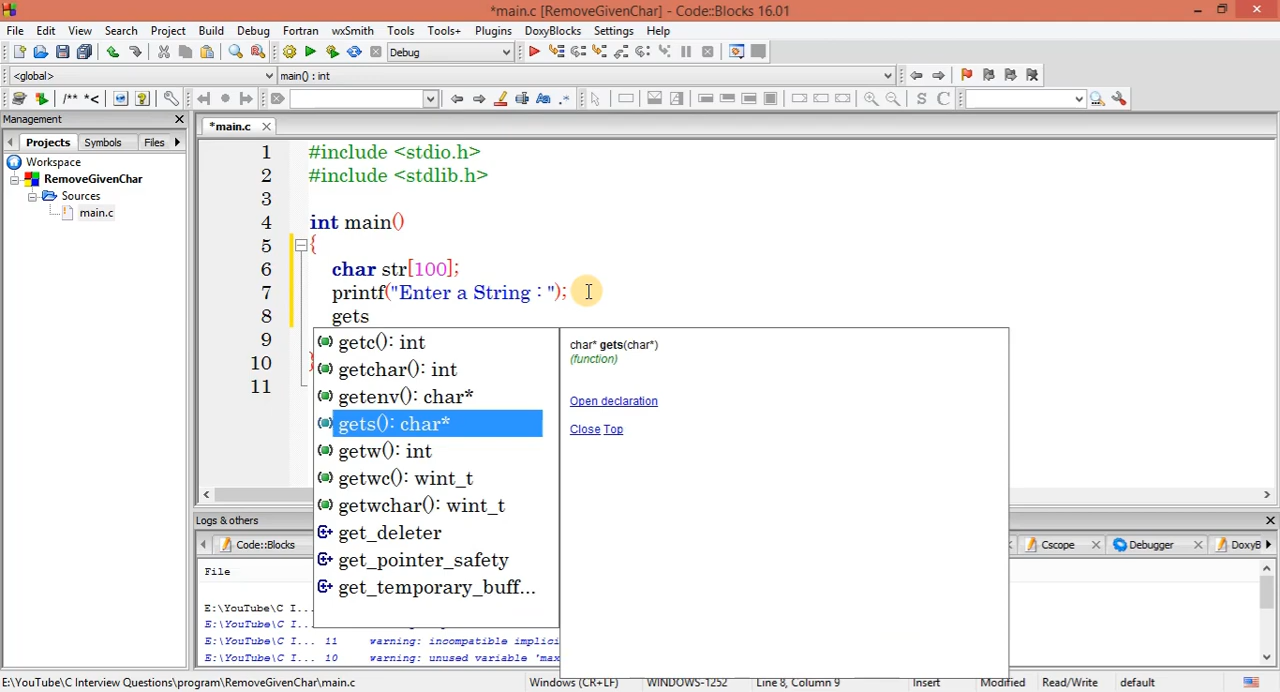 *main.c [RemoveGivenChar] - Code::Blocks 16.01
File Edit View Search Project Build Debug Fortran wxSmith Tools Tools+ Plugins DoxyBlocks Settings Help
Debug
<global> main() : int
/** *< S C
Management
Projects Symbols Files
Workspace
RemoveGivenChar
Sources
main.c
*main.c
1 #include <stdio.h>
2 #include <stdlib.h>
3
4 int main()
5 {
6 char str[100];
7 printf("Enter a String : ");
8 gets
9
10 }
11
getc(): int
getchar(): int
getenv(): char*
gets(): char*
getw(): int
getwc(): wint_t
getwchar(): wint_t
get_deleter
get_pointer_safety
get_temporary_buff...
char* gets(char*)
(function)
Open declaration
Close Top
Logs & others
Code::Blocks Cscope Debugger DoxyB
File
E:\YouTube\C I...
E:\YouTube\C I...
E:\YouTube\C I... 11 warning: incompatible implici
E:\YouTube\C I... 10 warning: unused variable 'max
E:\YouTube\C Interview Questions\program\RemoveGivenChar\main.c Windows (CR+LF) WINDOWS-1252 Line 8, Column 9 Insert Modified Read/Write default